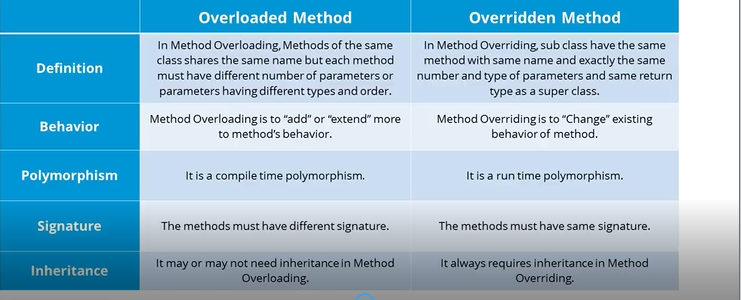 Overloaded Method
Overridden Method
Definition
In Method Overloading, Methods of the same
class shares the same name but each method
must have different number of parameters or
parameters having different types and order.
In Method Overriding, sub class have the same
method with same name and exactly the same
number and type of parameters and same return
type as a super class.
Behavior
Method Overloading is to “add” or “extend” more
to method’s behavior.
Method Overriding is to “Change” existing
behavior of method.
Polymorphism
It is a compile time polymorphism.
It is a run time polymorphism.
Signature
The methods must have different signature.
The methods must have same signature.
Inheritance
It may or may not need inheritance in Method
Overloading.
It always requires inheritance in Method
Overriding.